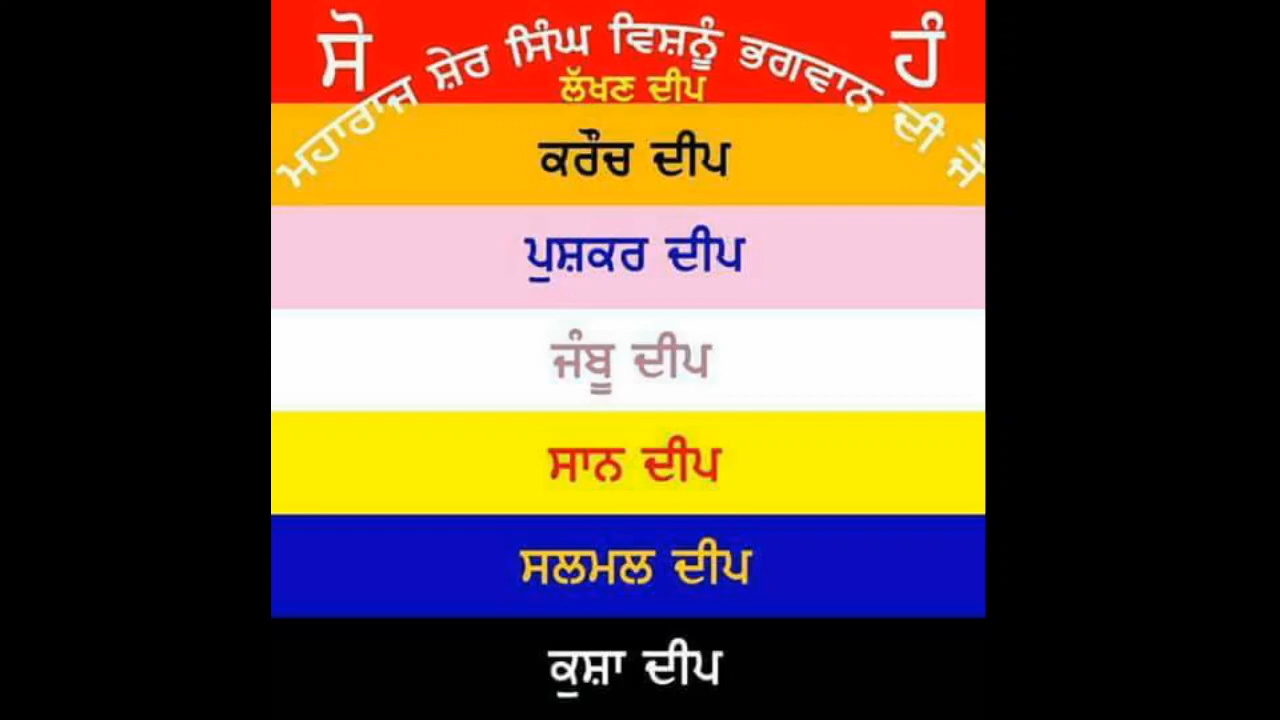 ਸੋ ਹੰ
ਮਹਾਰਾਜ ਸ਼ੇਰ ਸਿੰਘ ਵਿਸ਼ਨੂੰ ਭਗਵਾਨ ਦੀ ਜੈ
ਲੱਖਣ ਦੀਪ
ਕਰੌਚ ਦੀਪ
ਪੁਸ਼ਕਰ ਦੀਪ
ਜੰਬੂ ਦੀਪ
ਸਾਨ ਦੀਪ
ਸਲਮਲ ਦੀਪ
ਕੁਸ਼ਾ ਦੀਪ